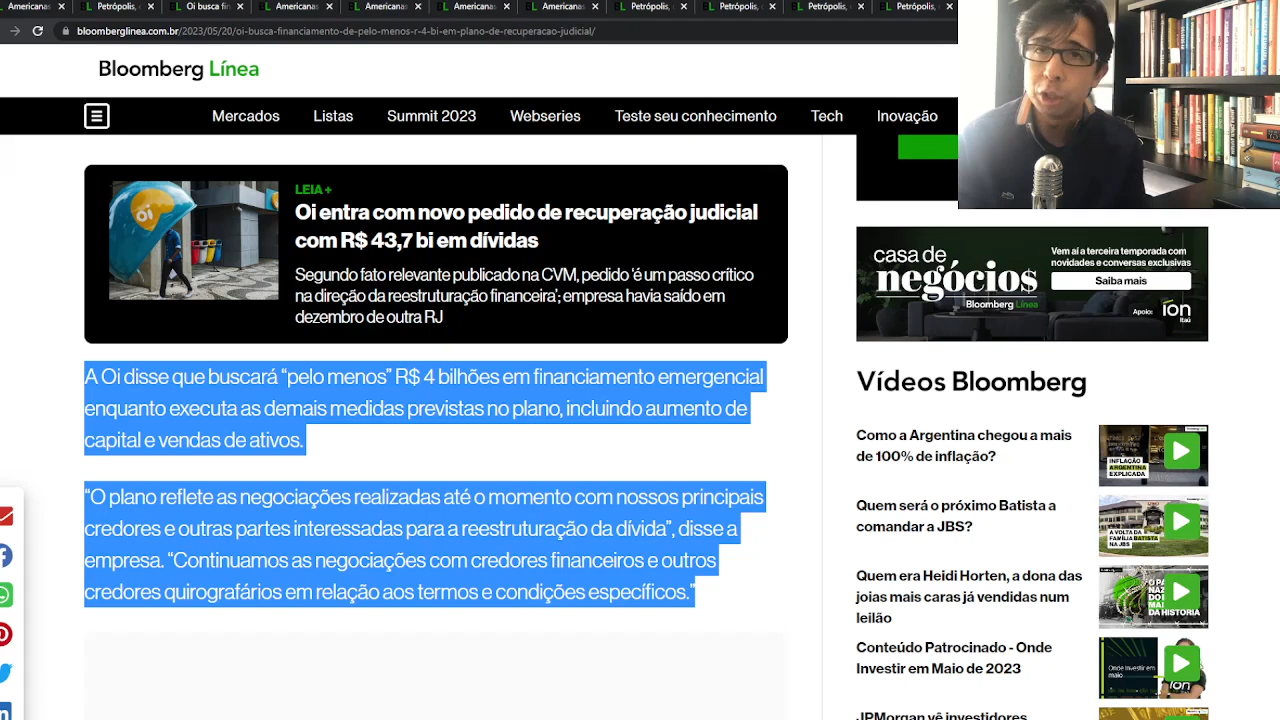 Americanas
Petrópolis,
Oi busca fin
Americanas
Americanas
Americanas
Americanas
Petrópolis,
Petrópolis,
Petrópolis,
Petrópolis,
bloomberglinea.com.br/2023/05/20/oi-busca-financiamento-de-pelo-menos-r-4-bi-em-plano-de-recuperacao-judicial/
Bloomberg Línea
Mercados Listas Summit 2023 Webseries Teste seu conhecimento Tech Inovação
oi
LEIA +
Oi entra com novo pedido de recuperação judicial
com R$ 43,7 bi em dívidas
Segundo fato relevante publicado na CVM, pedido ‘é um passo crítico
na direção da reestruturação financeira’; empresa havia saído em
dezembro de outra RJ
A Oi disse que buscará “pelo menos” R$ 4 bilhões em financiamento emergencial
enquanto executa as demais medidas previstas no plano, incluindo aumento de
capital e vendas de ativos.
“O plano reflete as negociações realizadas até o momento com nossos principais
credores e outras partes interessadas para a reestruturação da dívida”, disse a
empresa. “Continuamos as negociações com credores financeiros e outros
credores quirografários em relação aos termos e condições específicos.”
casa de
negócios
Bloomberg Línea
Vem aí a terceira temporada com
novidades e conversas exclusivas
Saiba mais
Apoio:
íon
Itaú
Vídeos Bloomberg
Como a Argentina chegou a mais
de 100% de inflação?
INFLAÇÃO
ARGENTINA
EXPLICADA
Quem será o próximo Batista a
comandar a JBS?
A VOLTA DA
FAMÍLIA BATISTA
NA JBS
Quem era Heidi Horten, a dona das
joias mais caras já vendidas num
leilão
Conteúdo Patrocinado - Onde
Investir em Maio de 2023
Onde Investir em
maio
íon
JPMorgan vê investidores